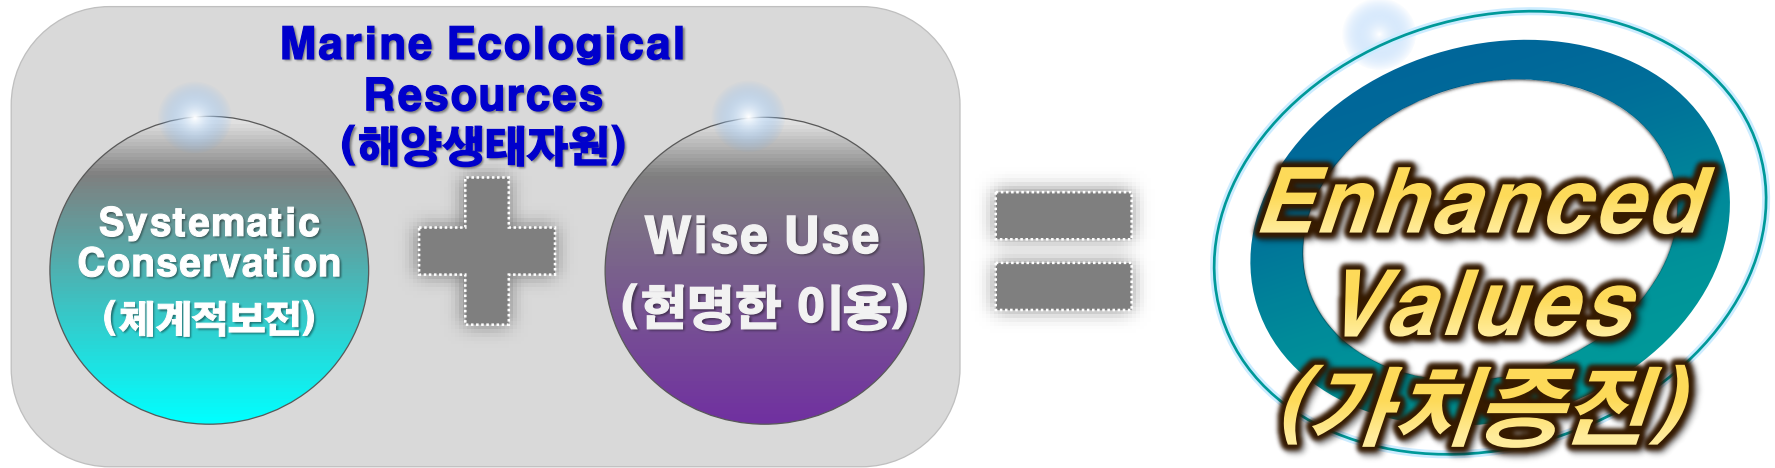 Marine Ecological
Resources
(해양생태자원)
Systematic
Conservation
(체계적보전)
Wise Use
(현명한 이용)
Enhanced
Values
(가치증진)